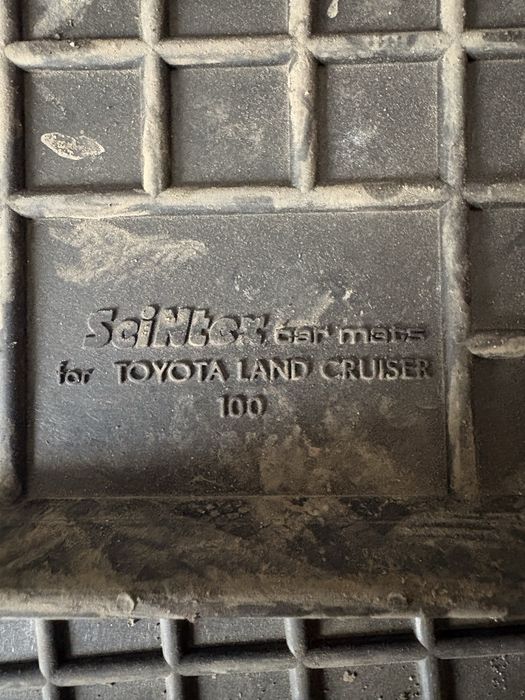 SciNtex car mats
for TOYOTA LAND CRUISER
100